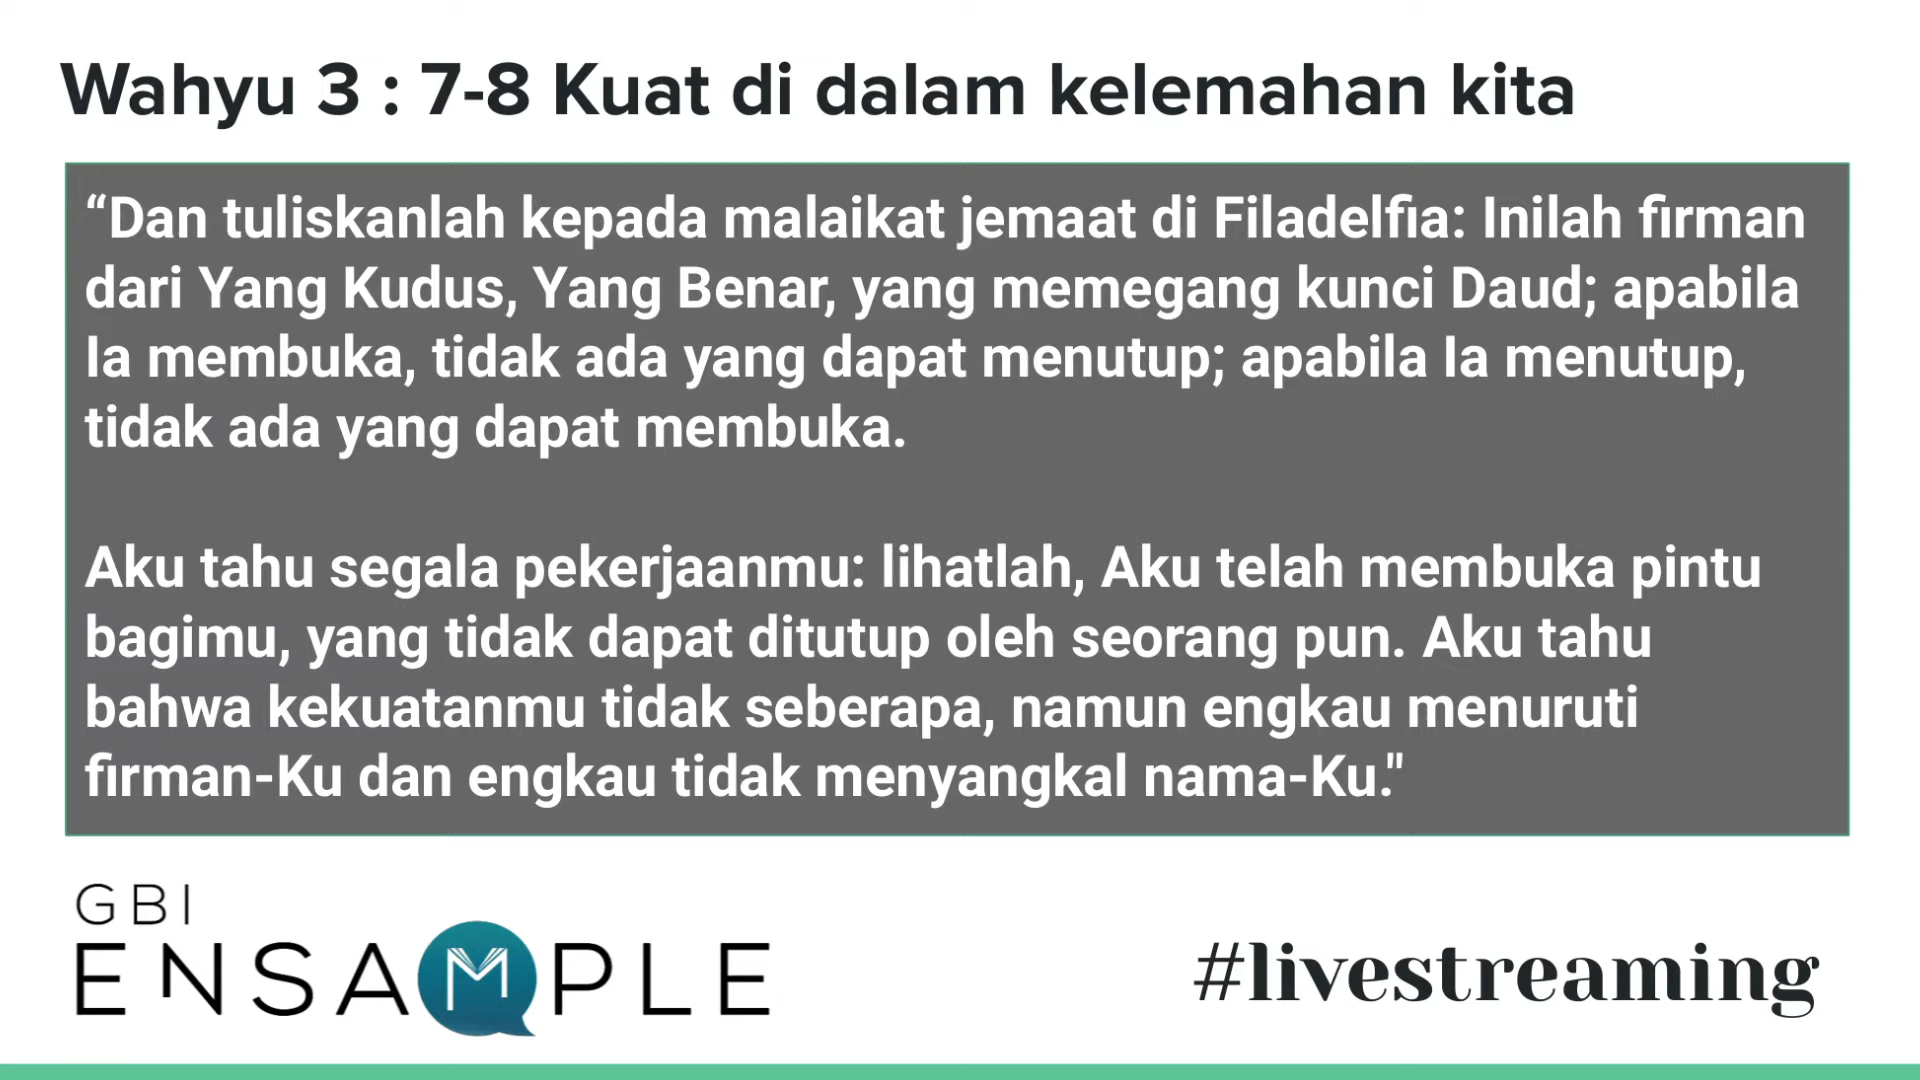 Wahyu 3 : 7-8 Kuat di dalam kelemahan kita
“Dan tuliskanlah kepada malaikat jemaat di Filadelfia: Inilah firman
dari Yang Kudus, Yang Benar, yang memegang kunci Daud; apabila
Ia membuka, tidak ada yang dapat menutup; apabila Ia menutup,
tidak ada yang dapat membuka.
Aku tahu segala pekerjaanmu: lihatlah, Aku telah membuka pintu
bagimu, yang tidak dapat ditutup oleh seorang pun. Aku tahu
bahwa kekuatanmu tidak seberapa, namun engkau menuruti
firman-Ku dan engkau tidak menyangkal nama-Ku."
GBI
ENSAMPLE
#livestreaming